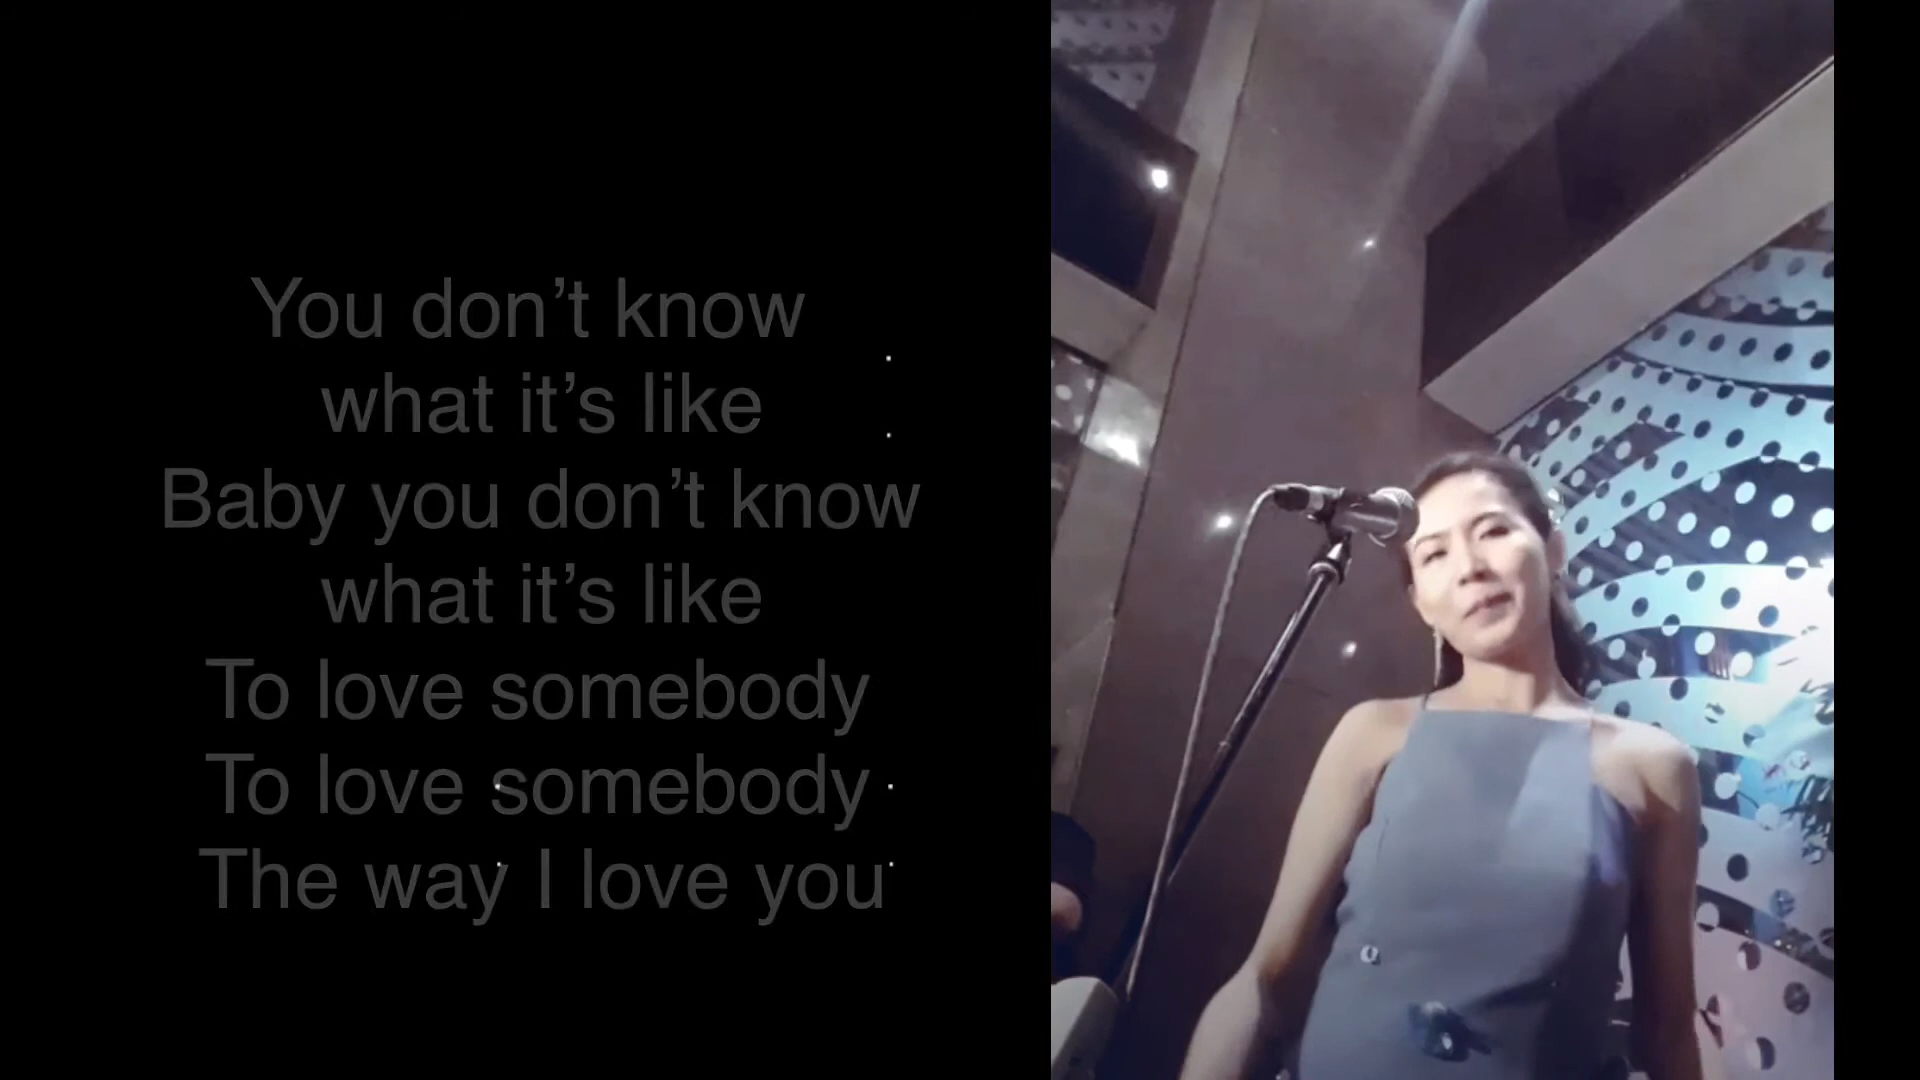 You don’t know
what it’s like
Baby you don’t know
what it’s like
To love somebody
To love somebody
The way I love you